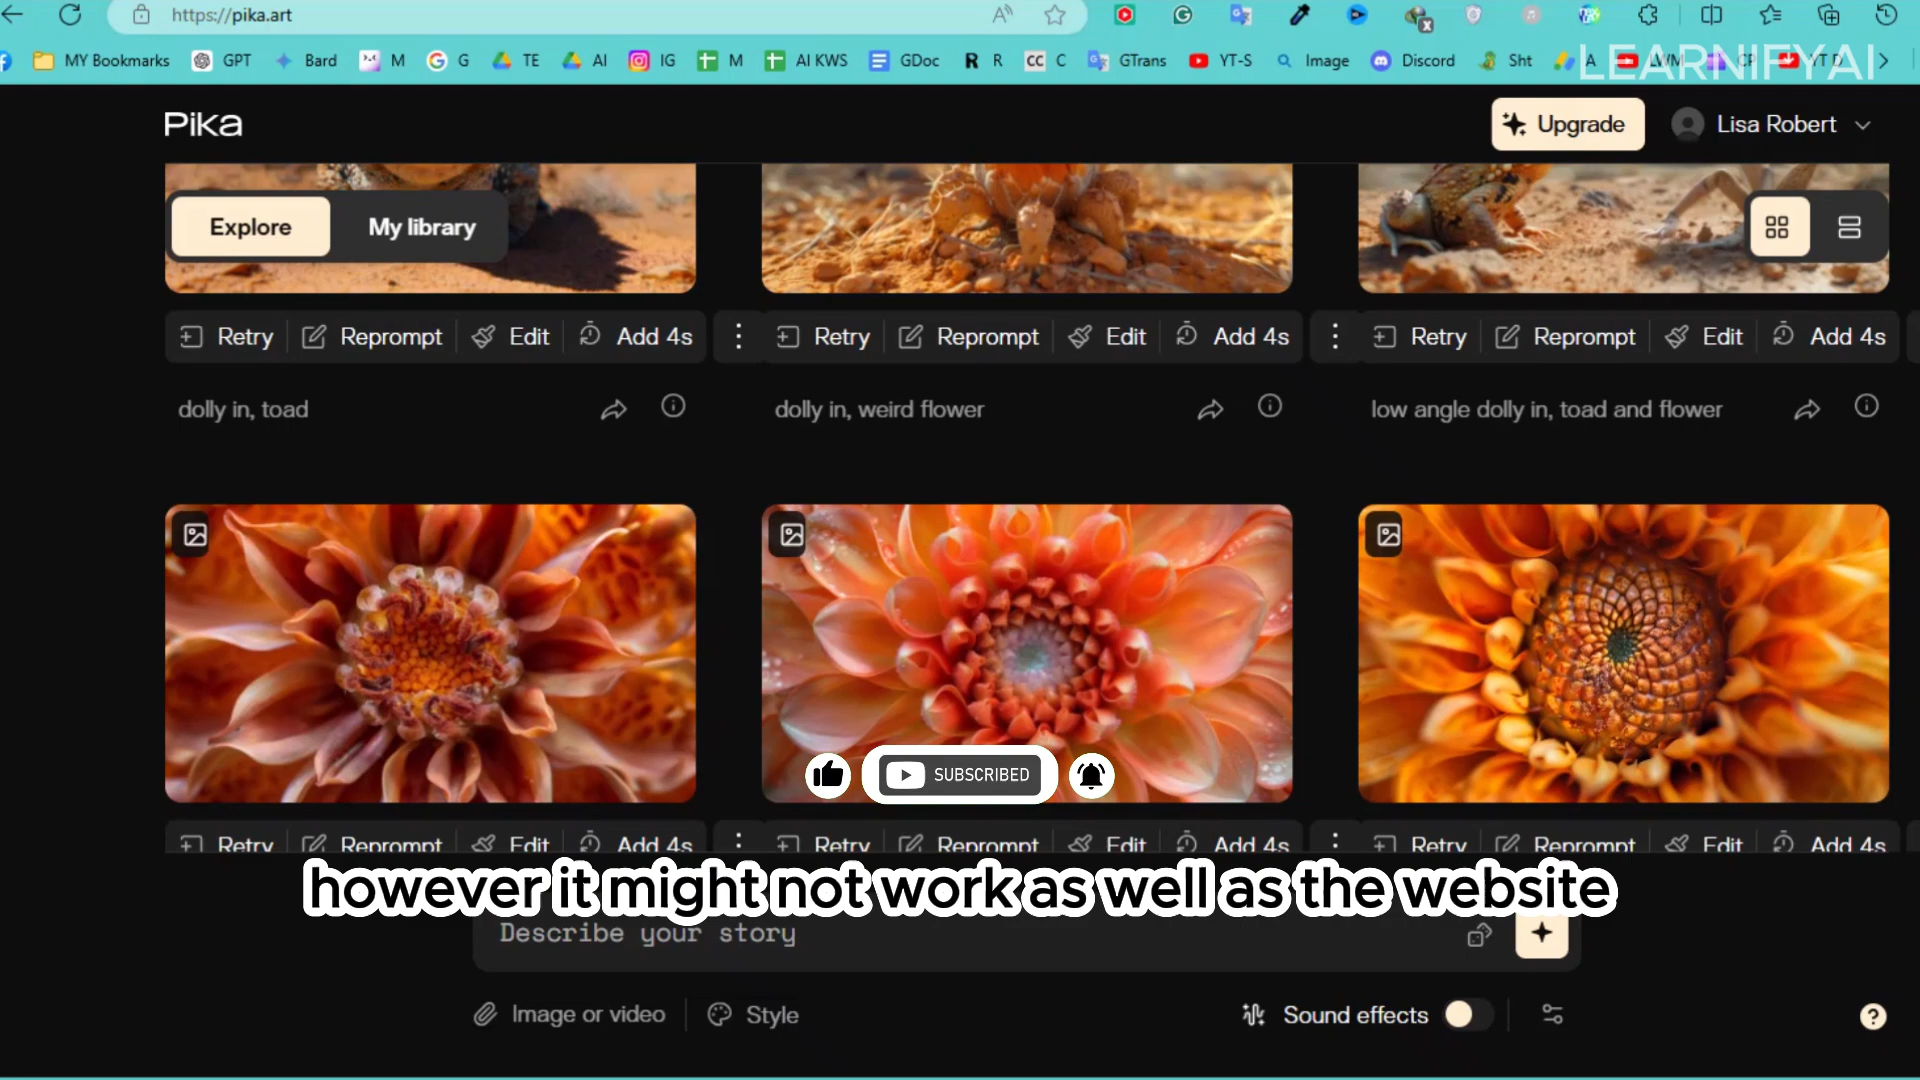 https://pika.art
LEARNIFYAI
MY Bookmarks GPT Bard M G TE AI IG M AI KWS GDoc R R CC C GTrans YT-S Image Discord Sht A
Pika Upgrade Lisa Robert
Explore My library
Retry Reprompt Edit Add 4s Retry Reprompt Edit Add 4s Retry Reprompt Edit Add 4s
dolly in, toad dolly in, weird flower low angle dolly in, toad and flower
SUBSCRIBED
Retry Reprompt Edit Add 4s Retry Reprompt Edit Add 4s Retry Reprompt Edit Add 4s
however it might not work as well as the website
Describe your story
Image or video Style Sound effects ?